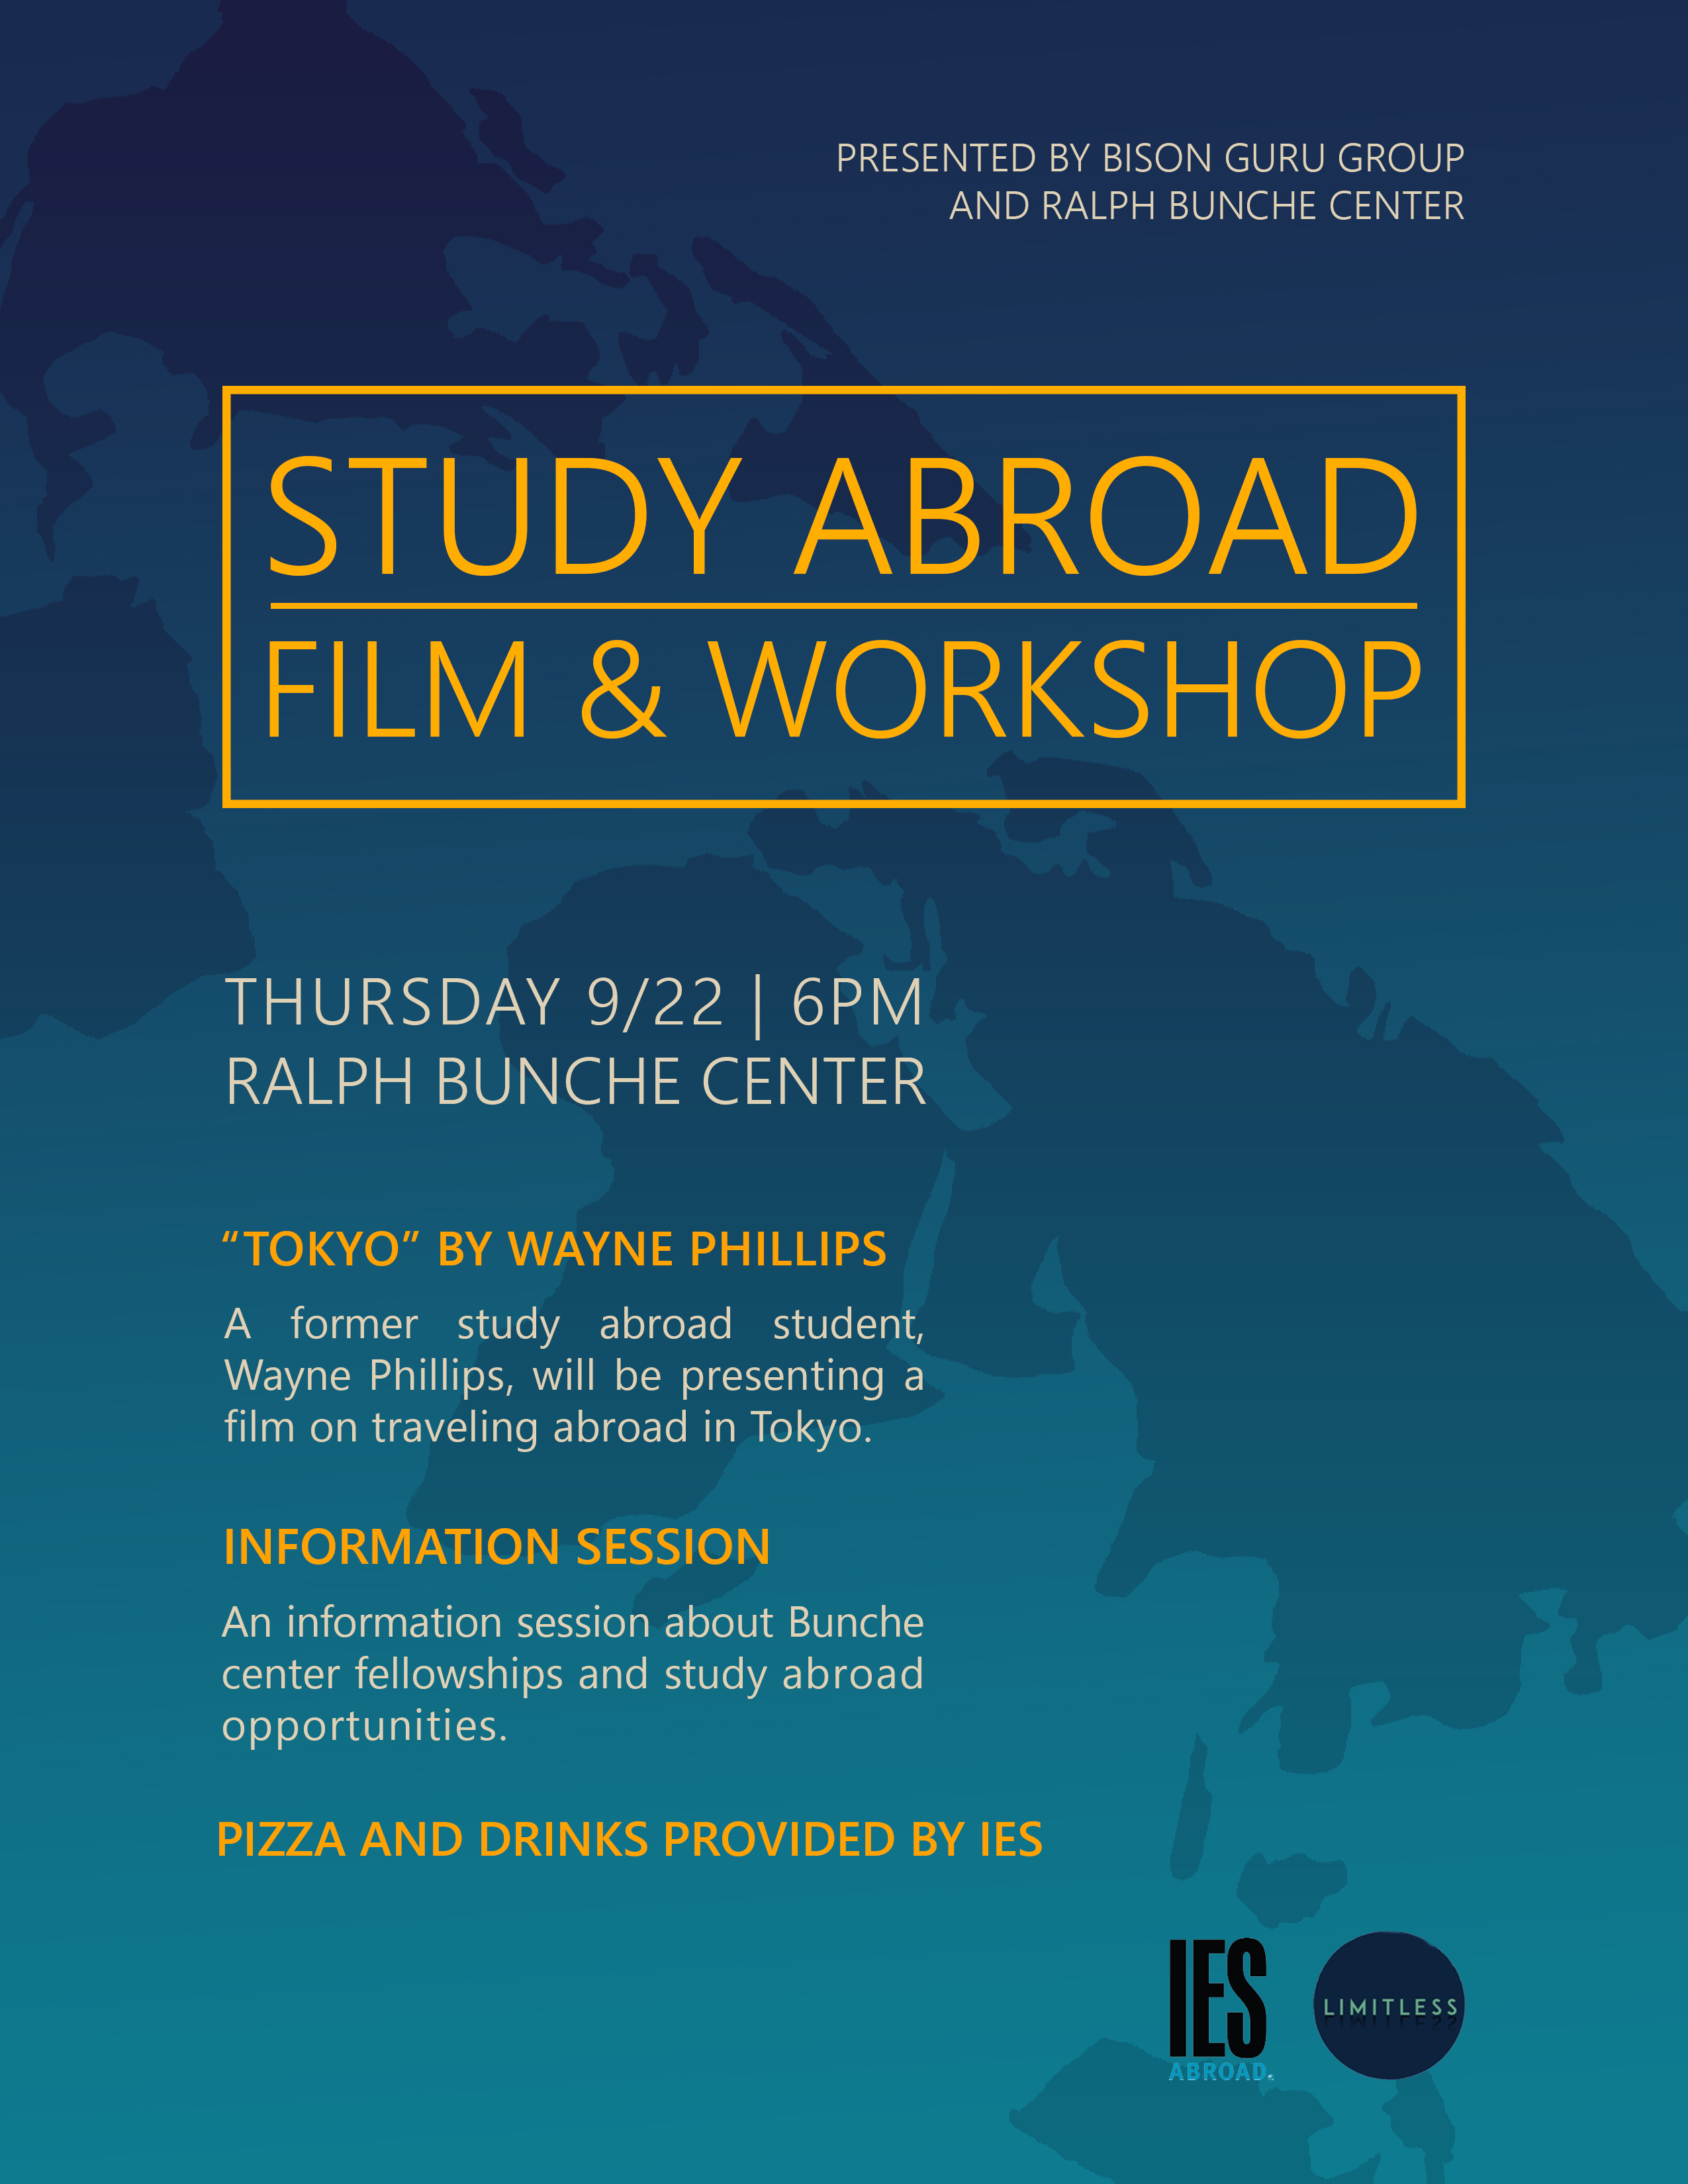 PRESENTED BY BISON GURU GROUP
AND RALPH BUNCHE CENTER
STUDY ABROAD
FILM & WORKSHOP
THURSDAY 9/22 | 6PM
RALPH BUNCHE CENTER
“TOKYO” BY WAYNE PHILLIPS
A former study abroad student,
Wayne Phillips, will be presenting a
film on traveling abroad in Tokyo.
INFORMATION SESSION
An information session about Bunche
center fellowships and study abroad
opportunities.
PIZZA AND DRINKS PROVIDED BY IES
IES
ABROAD
LIMITLESS